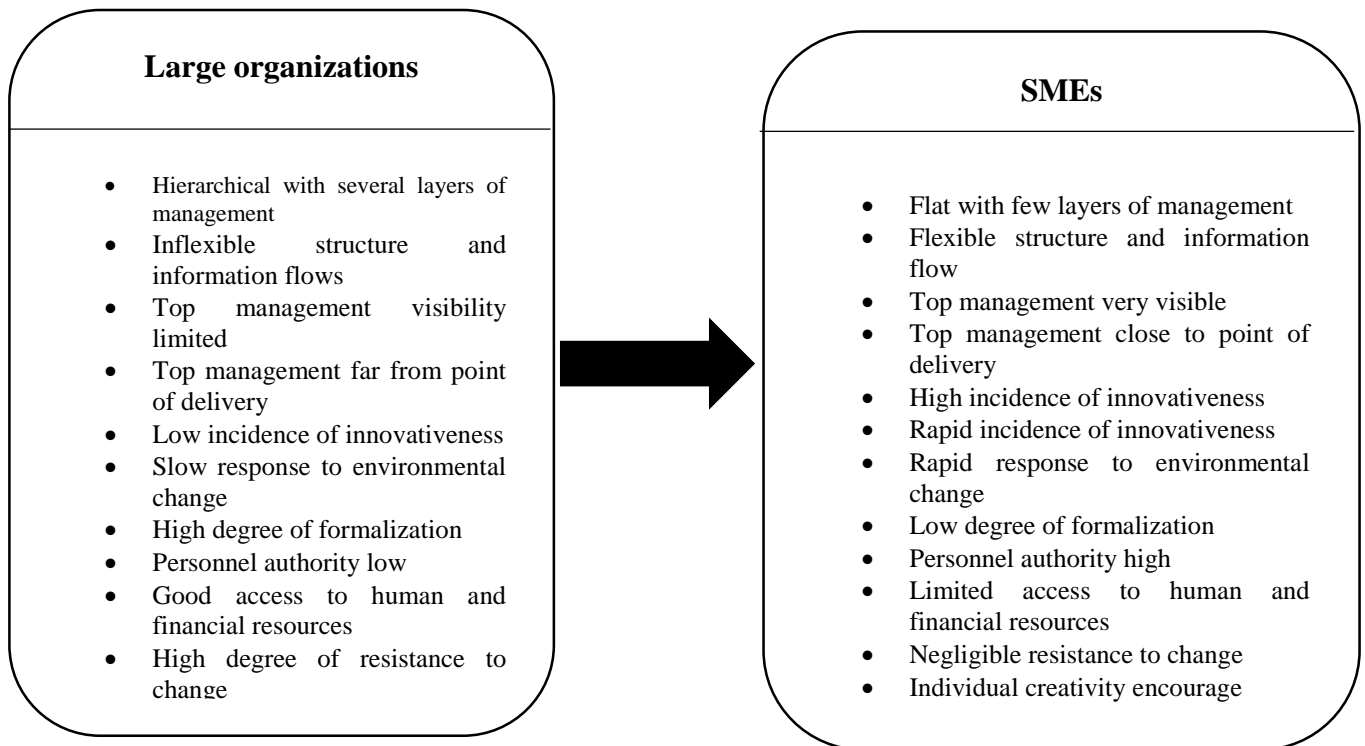 Large organizations
• Hierarchical with several layers of
management
• Inflexible structure and
information flows
• Top management visibility
limited
• Top management far from point
of delivery
• Low incidence of innovativeness
• Slow response to environmental
change
• High degree of formalization
• Personnel authority low
• Good access to human and
financial resources
• High degree of resistance to
change
SMEs
• Flat with few layers of management
• Flexible structure and information
flow
• Top management very visible
• Top management close to point of
delivery
• High incidence of innovativeness
• Rapid incidence of innovativeness
• Rapid response to environmental
change
• Low degree of formalization
• Personnel authority high
• Limited access to human and
financial resources
• Negligible resistance to change
• Individual creativity encourage